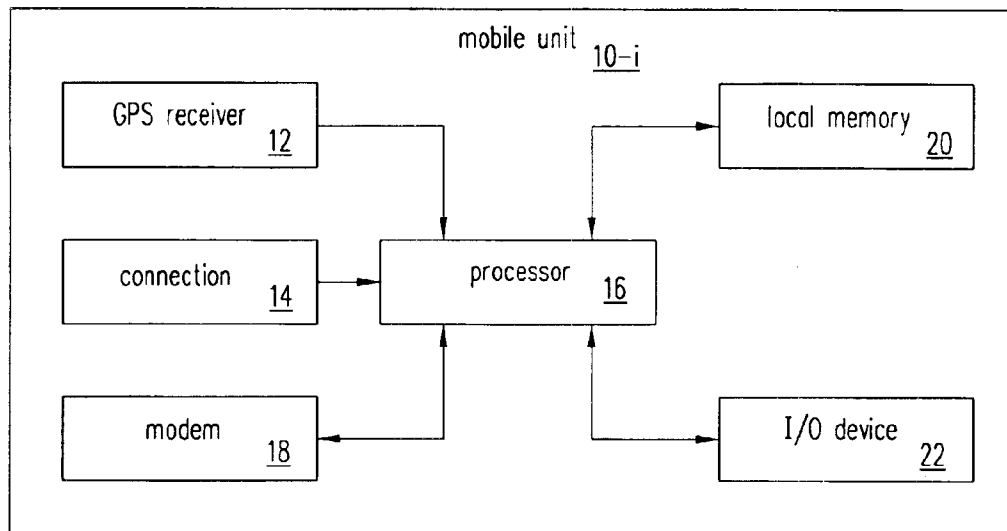 mobile unit 10-i
GPS receiver 12
local memory 20
connection 14
processor 16
modem 18
I/O device 22